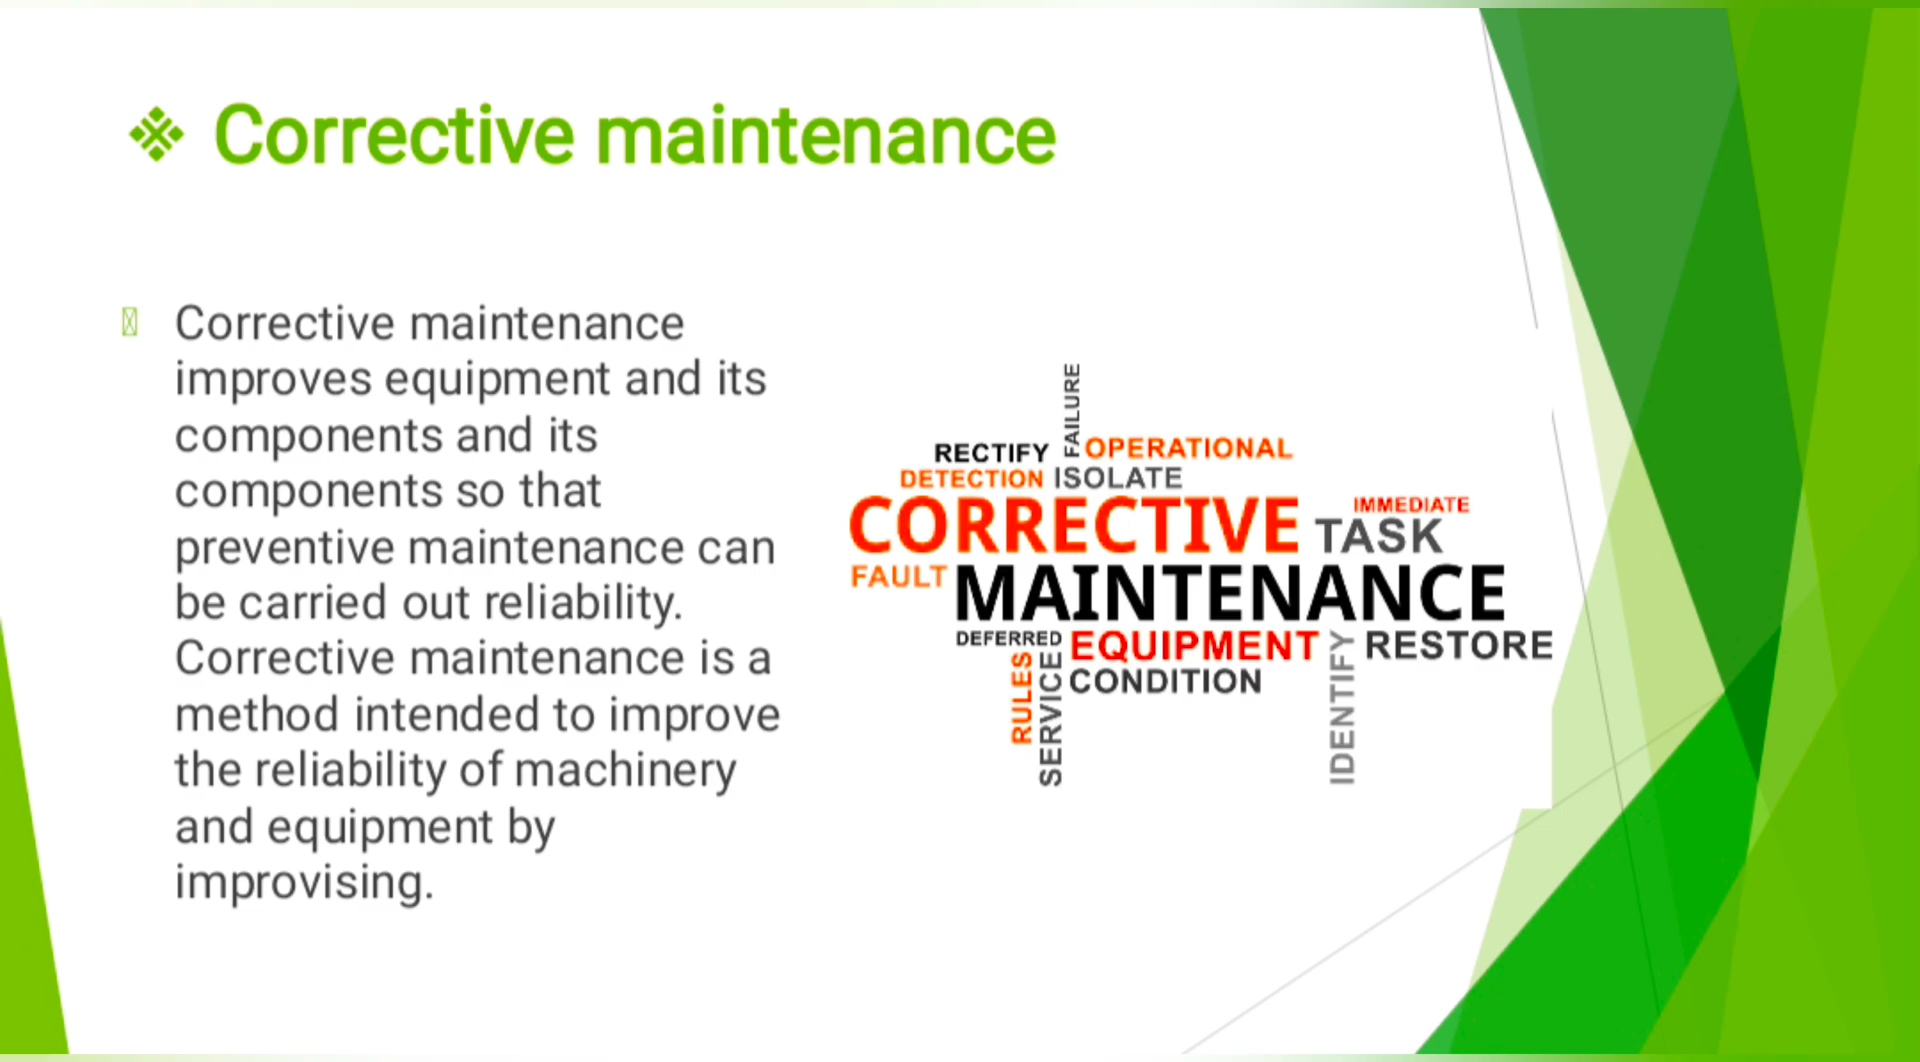 Corrective maintenance
Corrective maintenance
improves equipment and its
components and its
components so that
preventive maintenance can
be carried out reliability.
Corrective maintenance is a
method intended to improve
the reliability of machinery
and equipment by
improvising.
FAILURE
RECTIFY
OPERATIONAL
DETECTION
ISOLATE
CORRECTIVE
IMMEDIATE
TASK
FAULT
MAINTENANCE
DEFERRED
EQUIPMENT
RESTORE
RULES
SERVICE
CONDITION
IDENTIFY